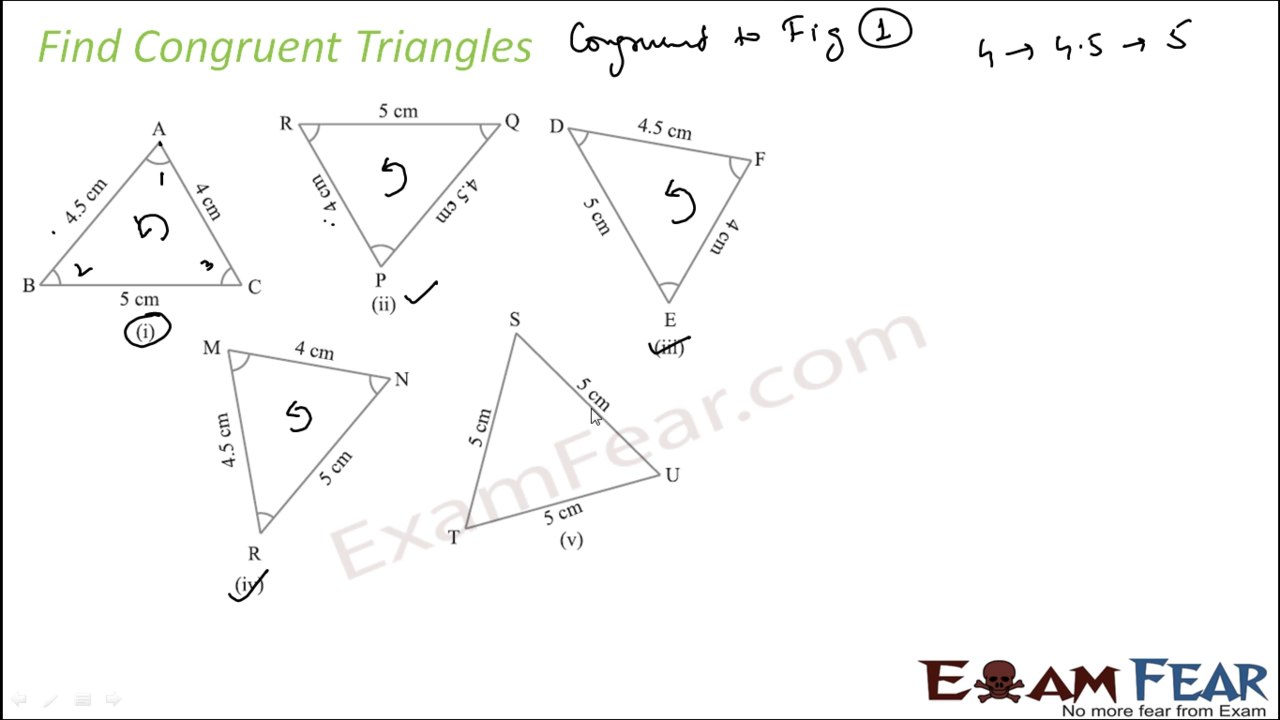 Find Congruent Triangles
Congruent to Fig 1
4 → 4.5 → 5
A
4.5 cm
4 cm
1
2
3
B
C
5 cm
(i)
R
5 cm
Q
4 cm
4.5 cm
P
(ii)
D
4.5 cm
F
5 cm
4 cm
E
(iii)
M
4 cm
N
4.5 cm
5 cm
R
(iv)
S
5 cm
5 cm
U
5 cm
T
(v)
ExamFear.com
EXAM FEAR
No more fear from Exam